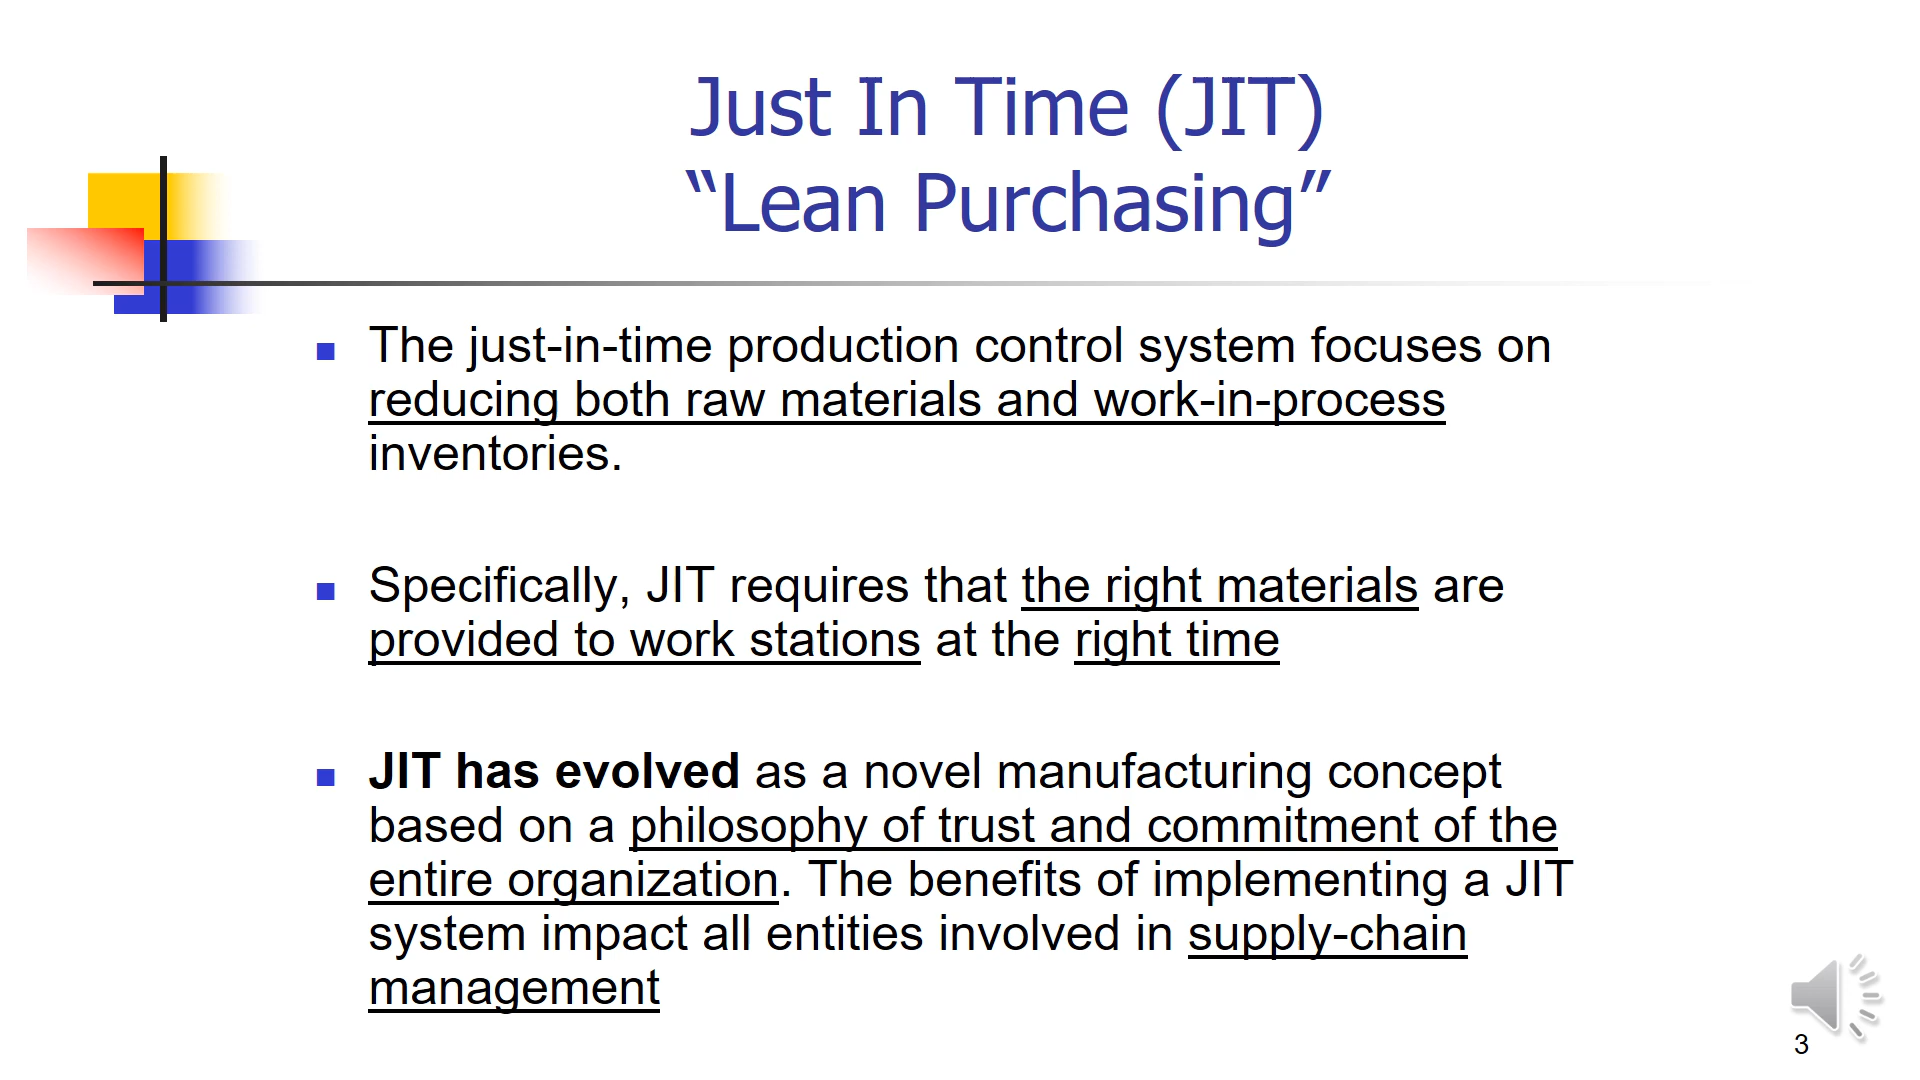 Just In Time (JIT)
“Lean Purchasing”
The just-in-time production control system focuses on
reducing both raw materials and work-in-process
inventories.
Specifically, JIT requires that the right materials are
provided to work stations at the right time
JIT has evolved as a novel manufacturing concept
based on a philosophy of trust and commitment of the
entire organization. The benefits of implementing a JIT
system impact all entities involved in supply-chain
management
3